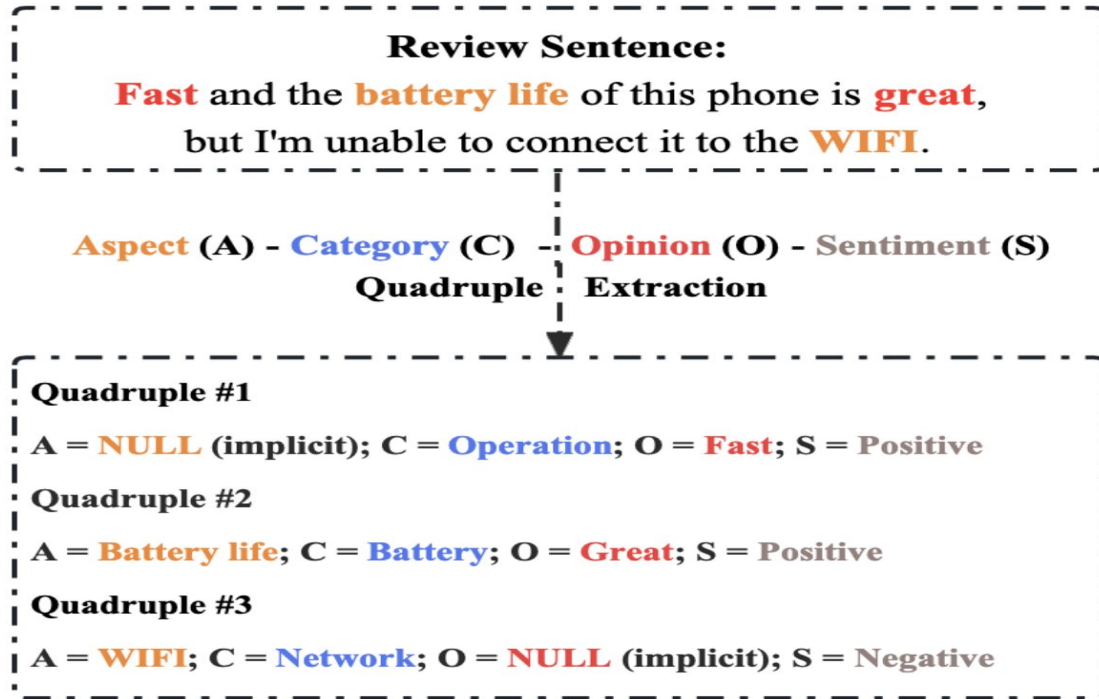 Review Sentence:
Fast and the battery life of this phone is great,
but I'm unable to connect it to the WIFI.
Aspect (A) - Category (C) - Opinion (O) - Sentiment (S)
Quadruple Extraction
Quadruple #1
A = NULL (implicit); C = Operation; O = Fast; S = Positive
Quadruple #2
A = Battery life; C = Battery; O = Great; S = Positive
Quadruple #3
A = WIFI; C = Network; O = NULL (implicit); S = Negative